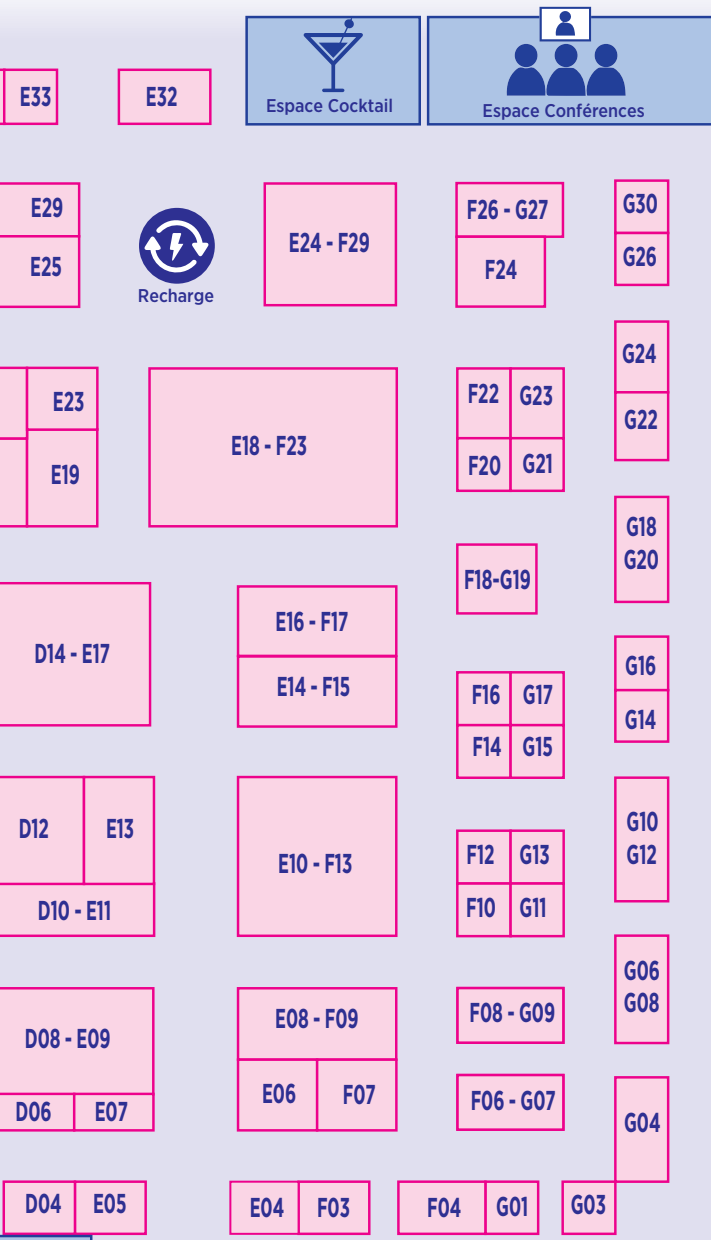 Espace Cocktail
Espace Conférences
E33
E32
E29
E25
Recharge
E24 - F29
F26 - G27
F24
G30
G26
G24
G22
E23
E19
E18 - F23
F22
G23
F20
G21
G18
G20
F18-G19
D14 - E17
E16 - F17
E14 - F15
F16
G17
F14
G15
G16
G14
D12
E13
D10 - E11
E10 - F13
F12
G13
F10
G11
G10
G12
G06
G08
D08 - E09
D06
E07
E08 - F09
E06
F07
F08 - G09
F06 - G07
G04
D04
E05
E04
F03
F04
G01
G03